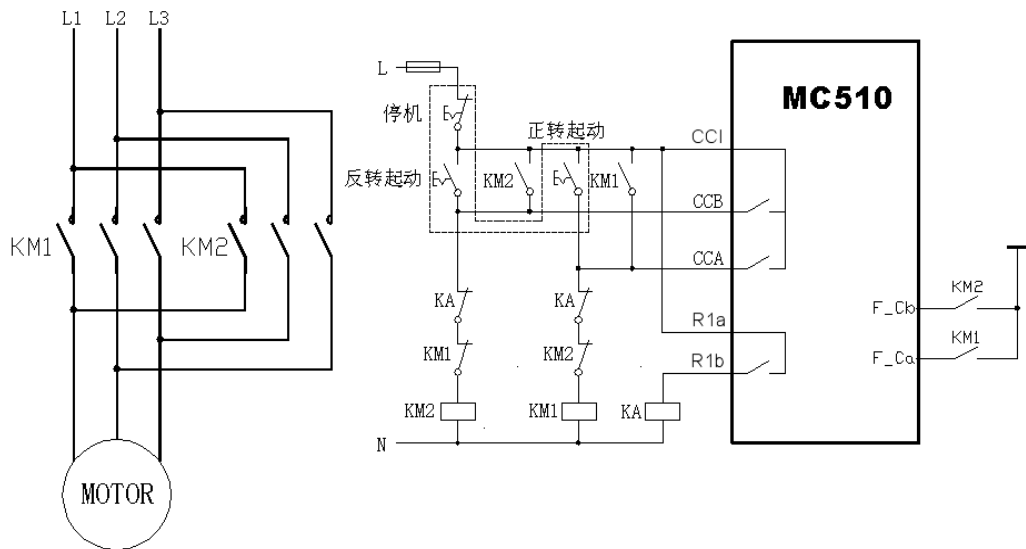 L1 L2 L3
KM1
KM2
MOTOR
L
停机
反转起动
KM2
正转起动
KM1
KA
KA
KM1
KM2
KM2
KM1
KA
N
MC510
CCI
CCB
CCA
R1a
R1b
F_Cb
KM2
F_Ca
KM1